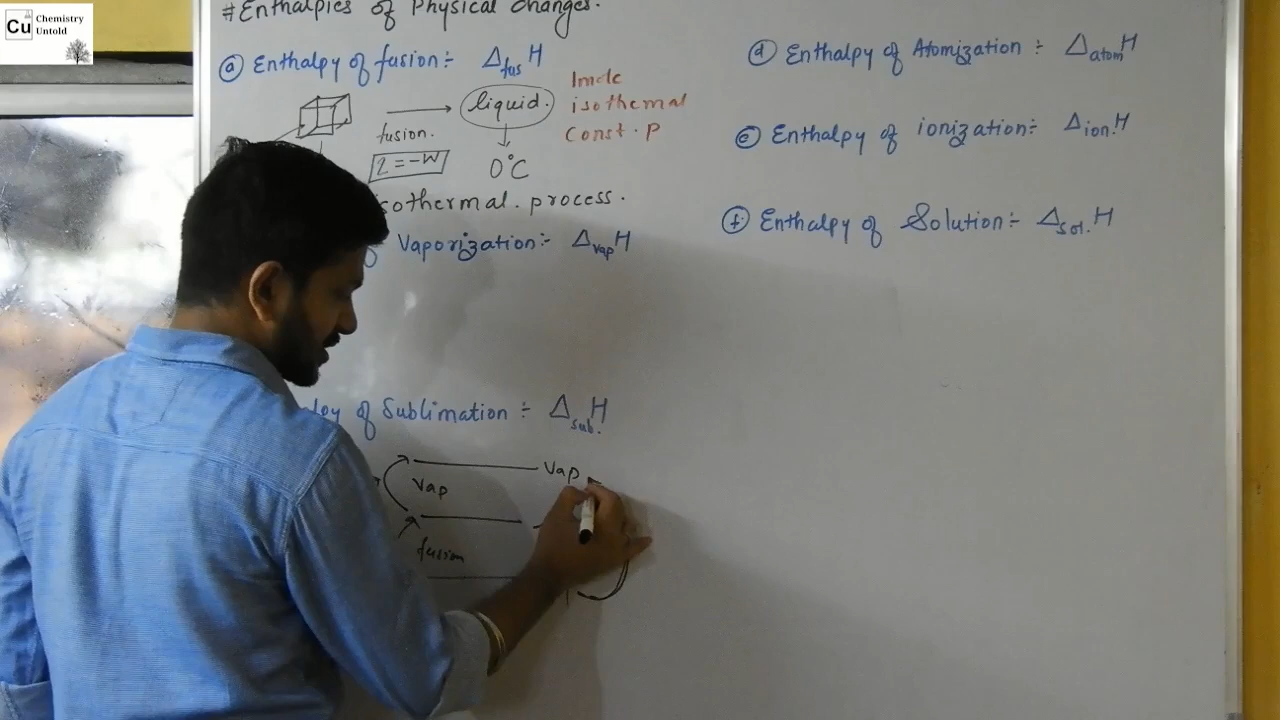 Cu Chemistry
Untold
#Enthalpies of Physical Changes.
ⓐ Enthalpy of fusion:- ΔfusH
1mole
isothermal
Const. P
fusion.
liquid.
0°C
isothermal. process.
Vaporization:- ΔvapH
of Sublimation:- Δsub.H
Vap
Vap
fusion
ⓓ Enthalpy of Atomization:- ΔatomH
ⓔ Enthalpy of ionization:- Δion.H
ⓕ Enthalpy of Solution:- Δsol.H